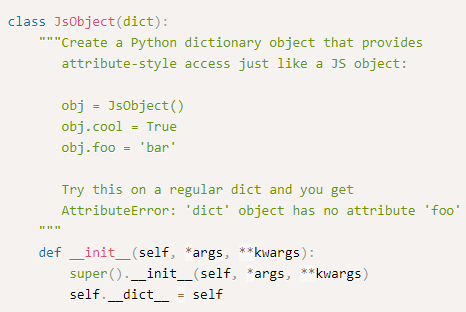 class JsObject(dict):
    """Create a Python dictionary object that provides
       attribute-style access just like a JS object:

       obj = JsObject()
       obj.cool = True
       obj.foo = 'bar'

       Try this on a regular dict and you get
       AttributeError: 'dict' object has no attribute 'foo'
    """
    def __init__(self, *args, **kwargs):
        super().__init__(self, *args, **kwargs)
        self.__dict__ = self